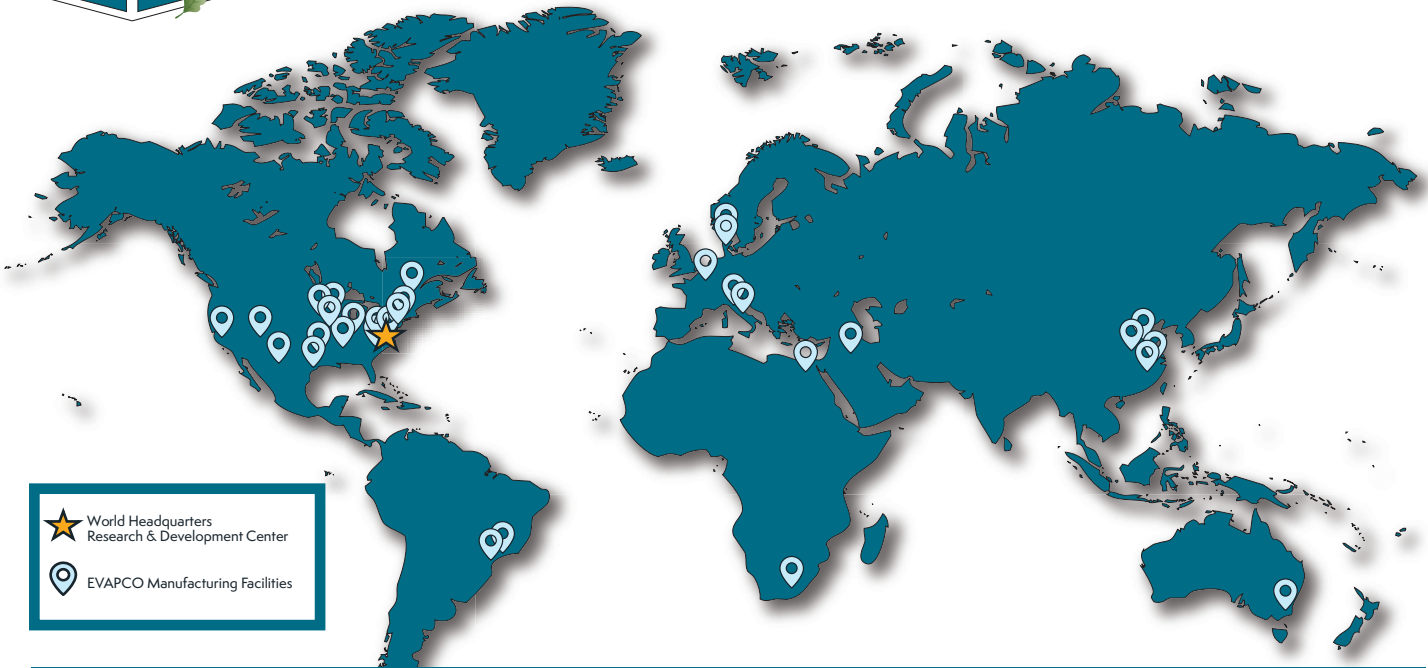 World Headquarters
Research & Development Center
EVAPCO Manufacturing Facilities